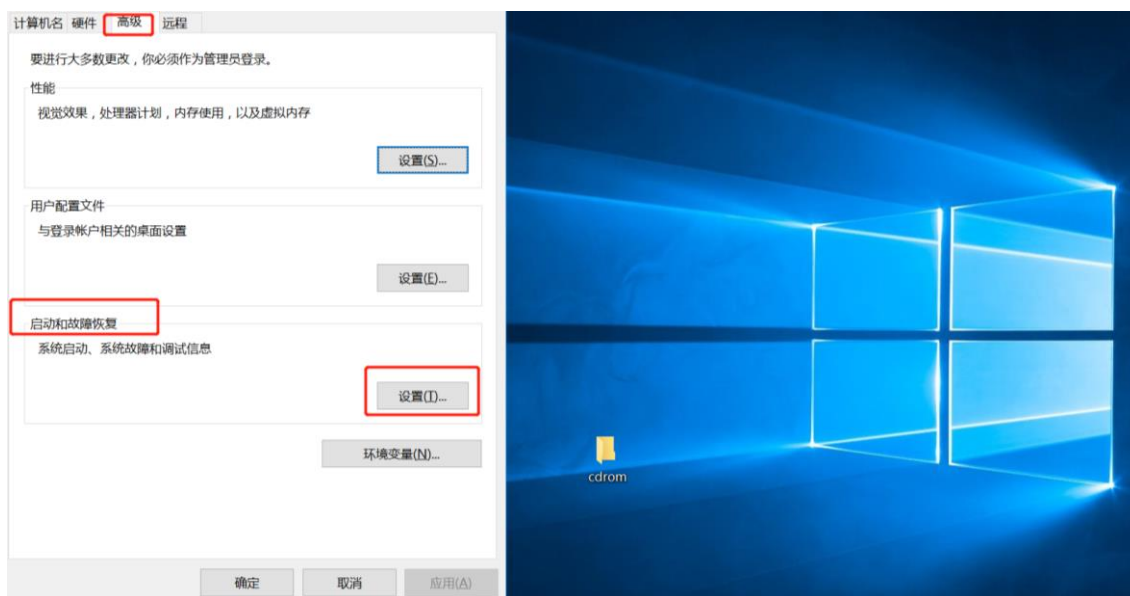 计算机名 硬件 高级 远程
要进行大多数更改，你必须作为管理员登录。
性能
视觉效果，处理器计划，内存使用，以及虚拟内存
设置(S)...
用户配置文件
与登录帐户相关的桌面设置
设置(E)...
启动和故障恢复
系统启动、系统故障和调试信息
设置(T)...
环境变量(N)...
确定 取消 应用(A)
cdrom